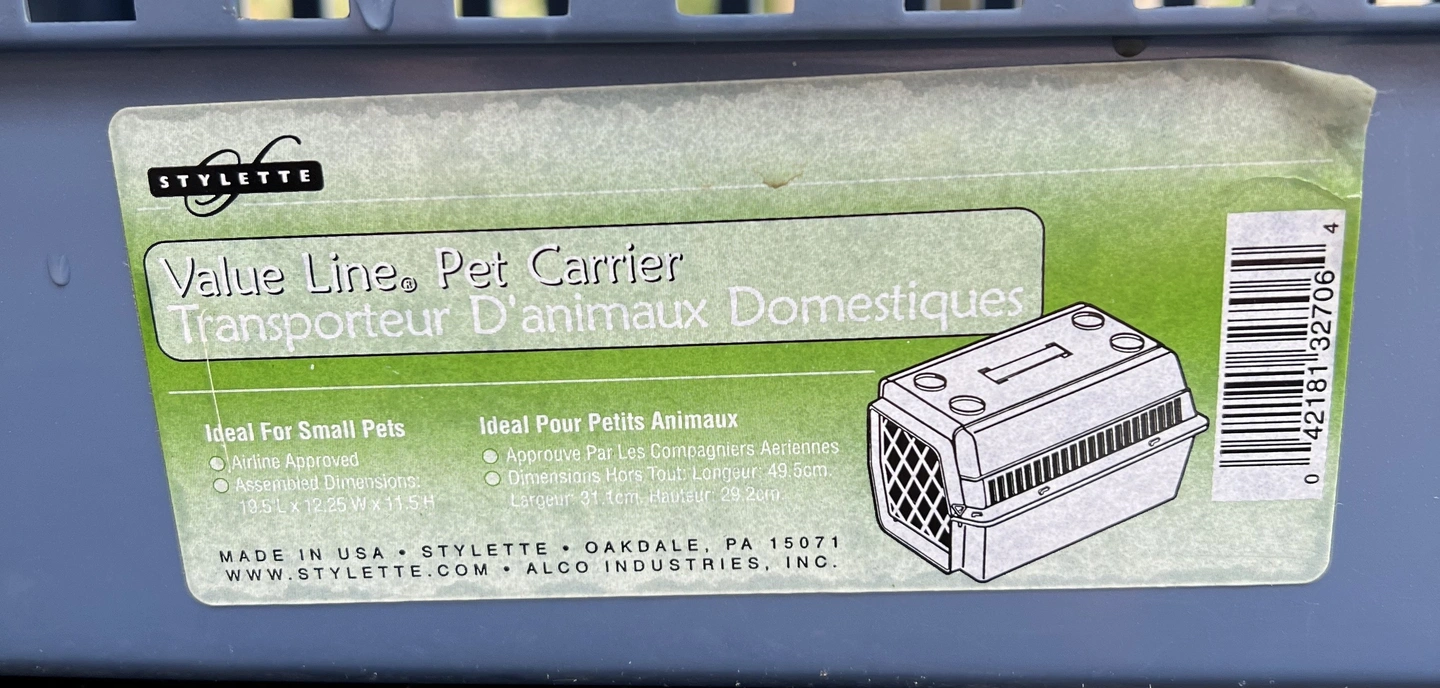 STYLETTE
Value Line® Pet Carrier
Transporteur D'animaux Domestiques
Ideal For Small Pets
Airline Approved
Assembled Dimensions:
19.5"L x 12.25"W x 11.5"H
Ideal Pour Petits Animaux
Approuve Par Les Compagniers Aeriennes
Dimensions Hors Tout: Longeur: 49.5cm.
Largeur 31.1cm. Hauteur: 29.2cm.
MADE IN USA • STYLETTE • OAKDALE, PA 15071
WWW.STYLETTE.COM • ALCO INDUSTRIES, INC.
0 42181 32706 4